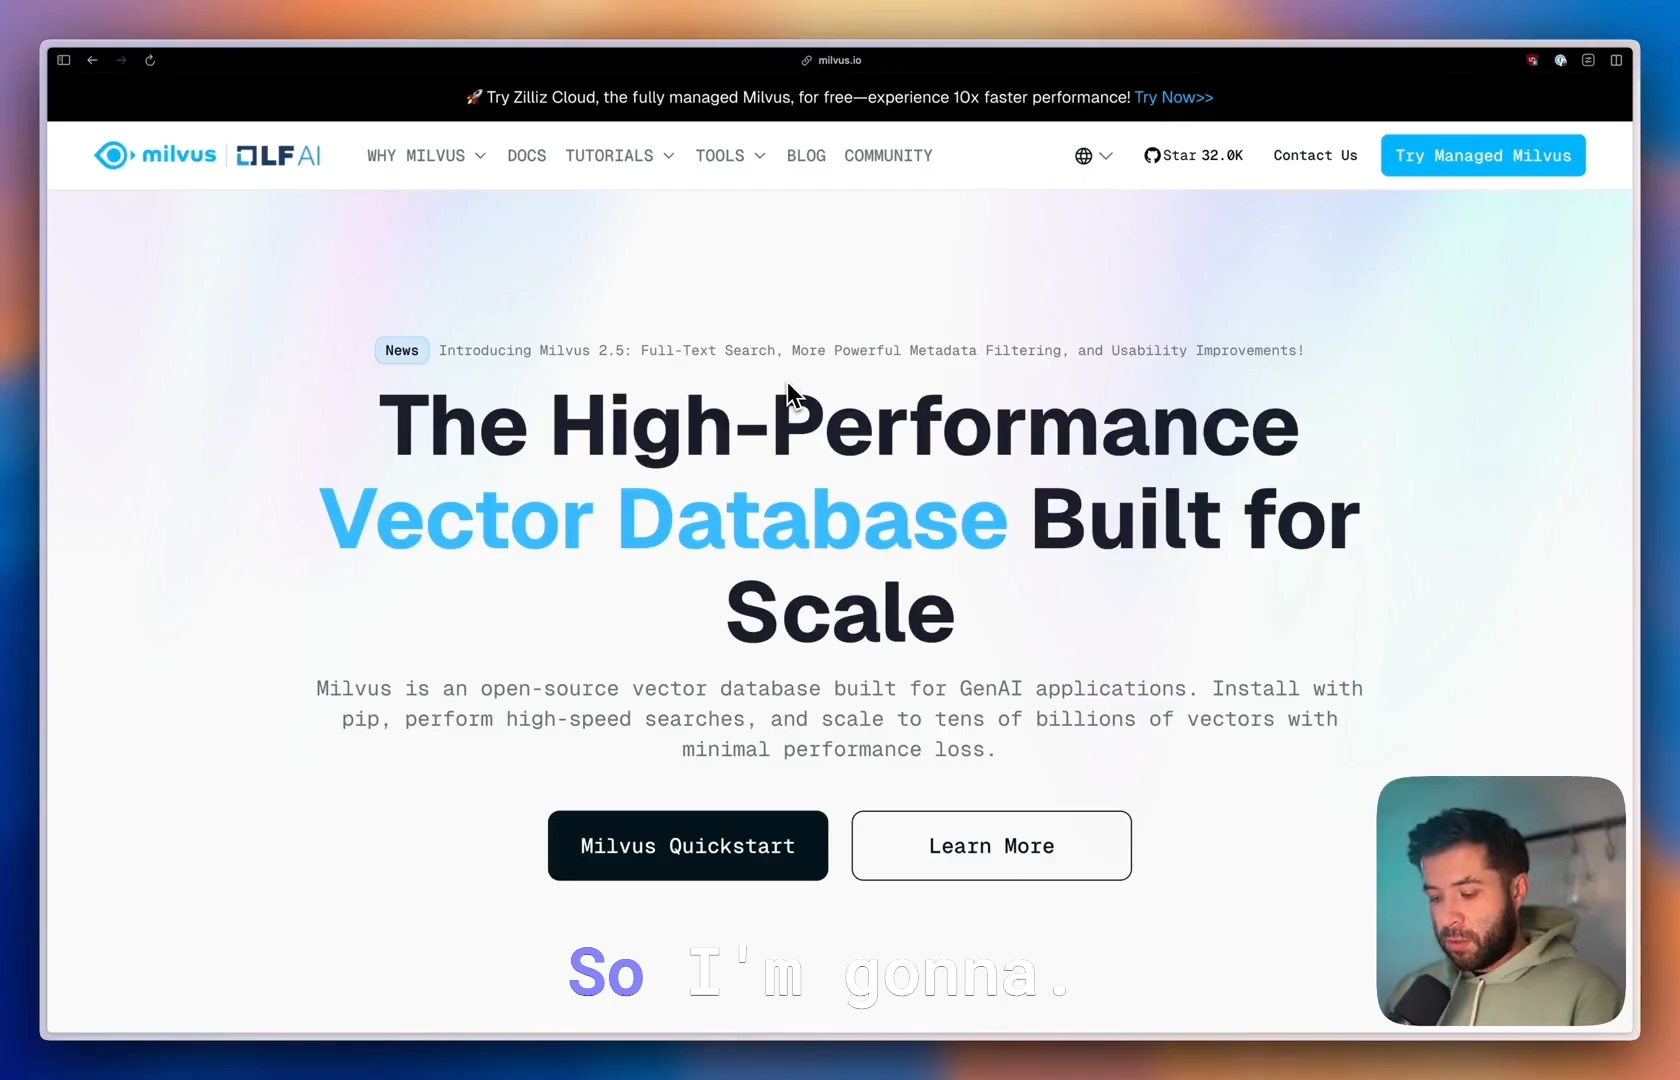 milvus.io
🚀 Try Zilliz Cloud, the fully managed Milvus, for free—experience 10x faster performance! Try Now>>
milvus | LF AI WHY MILVUS DOCS TUTORIALS TOOLS BLOG COMMUNITY Star 32.0K Contact Us Try Managed Milvus
News Introducing Milvus 2.5: Full-Text Search, More Powerful Metadata Filtering, and Usability Improvements!
The High-Performance
Vector Database Built for
Scale
Milvus is an open-source vector database built for GenAI applications. Install with
pip, perform high-speed searches, and scale to tens of billions of vectors with
minimal performance loss.
Milvus Quickstart Learn More
So I'm gonna.